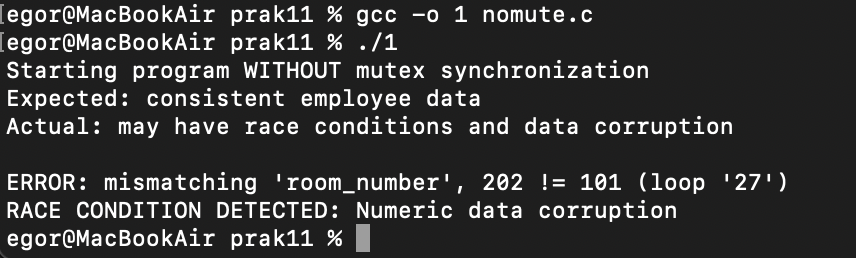 [egor@MacBookAir prak11 % gcc -o 1 nomute.c
[egor@MacBookAir prak11 % ./1
Starting program WITHOUT mutex synchronization
Expected: consistent employee data
Actual: may have race conditions and data corruption
ERROR: mismatching 'room_number', 202 != 101 (loop '27')
RACE CONDITION DETECTED: Numeric data corruption
egor@MacBookAir prak11 %